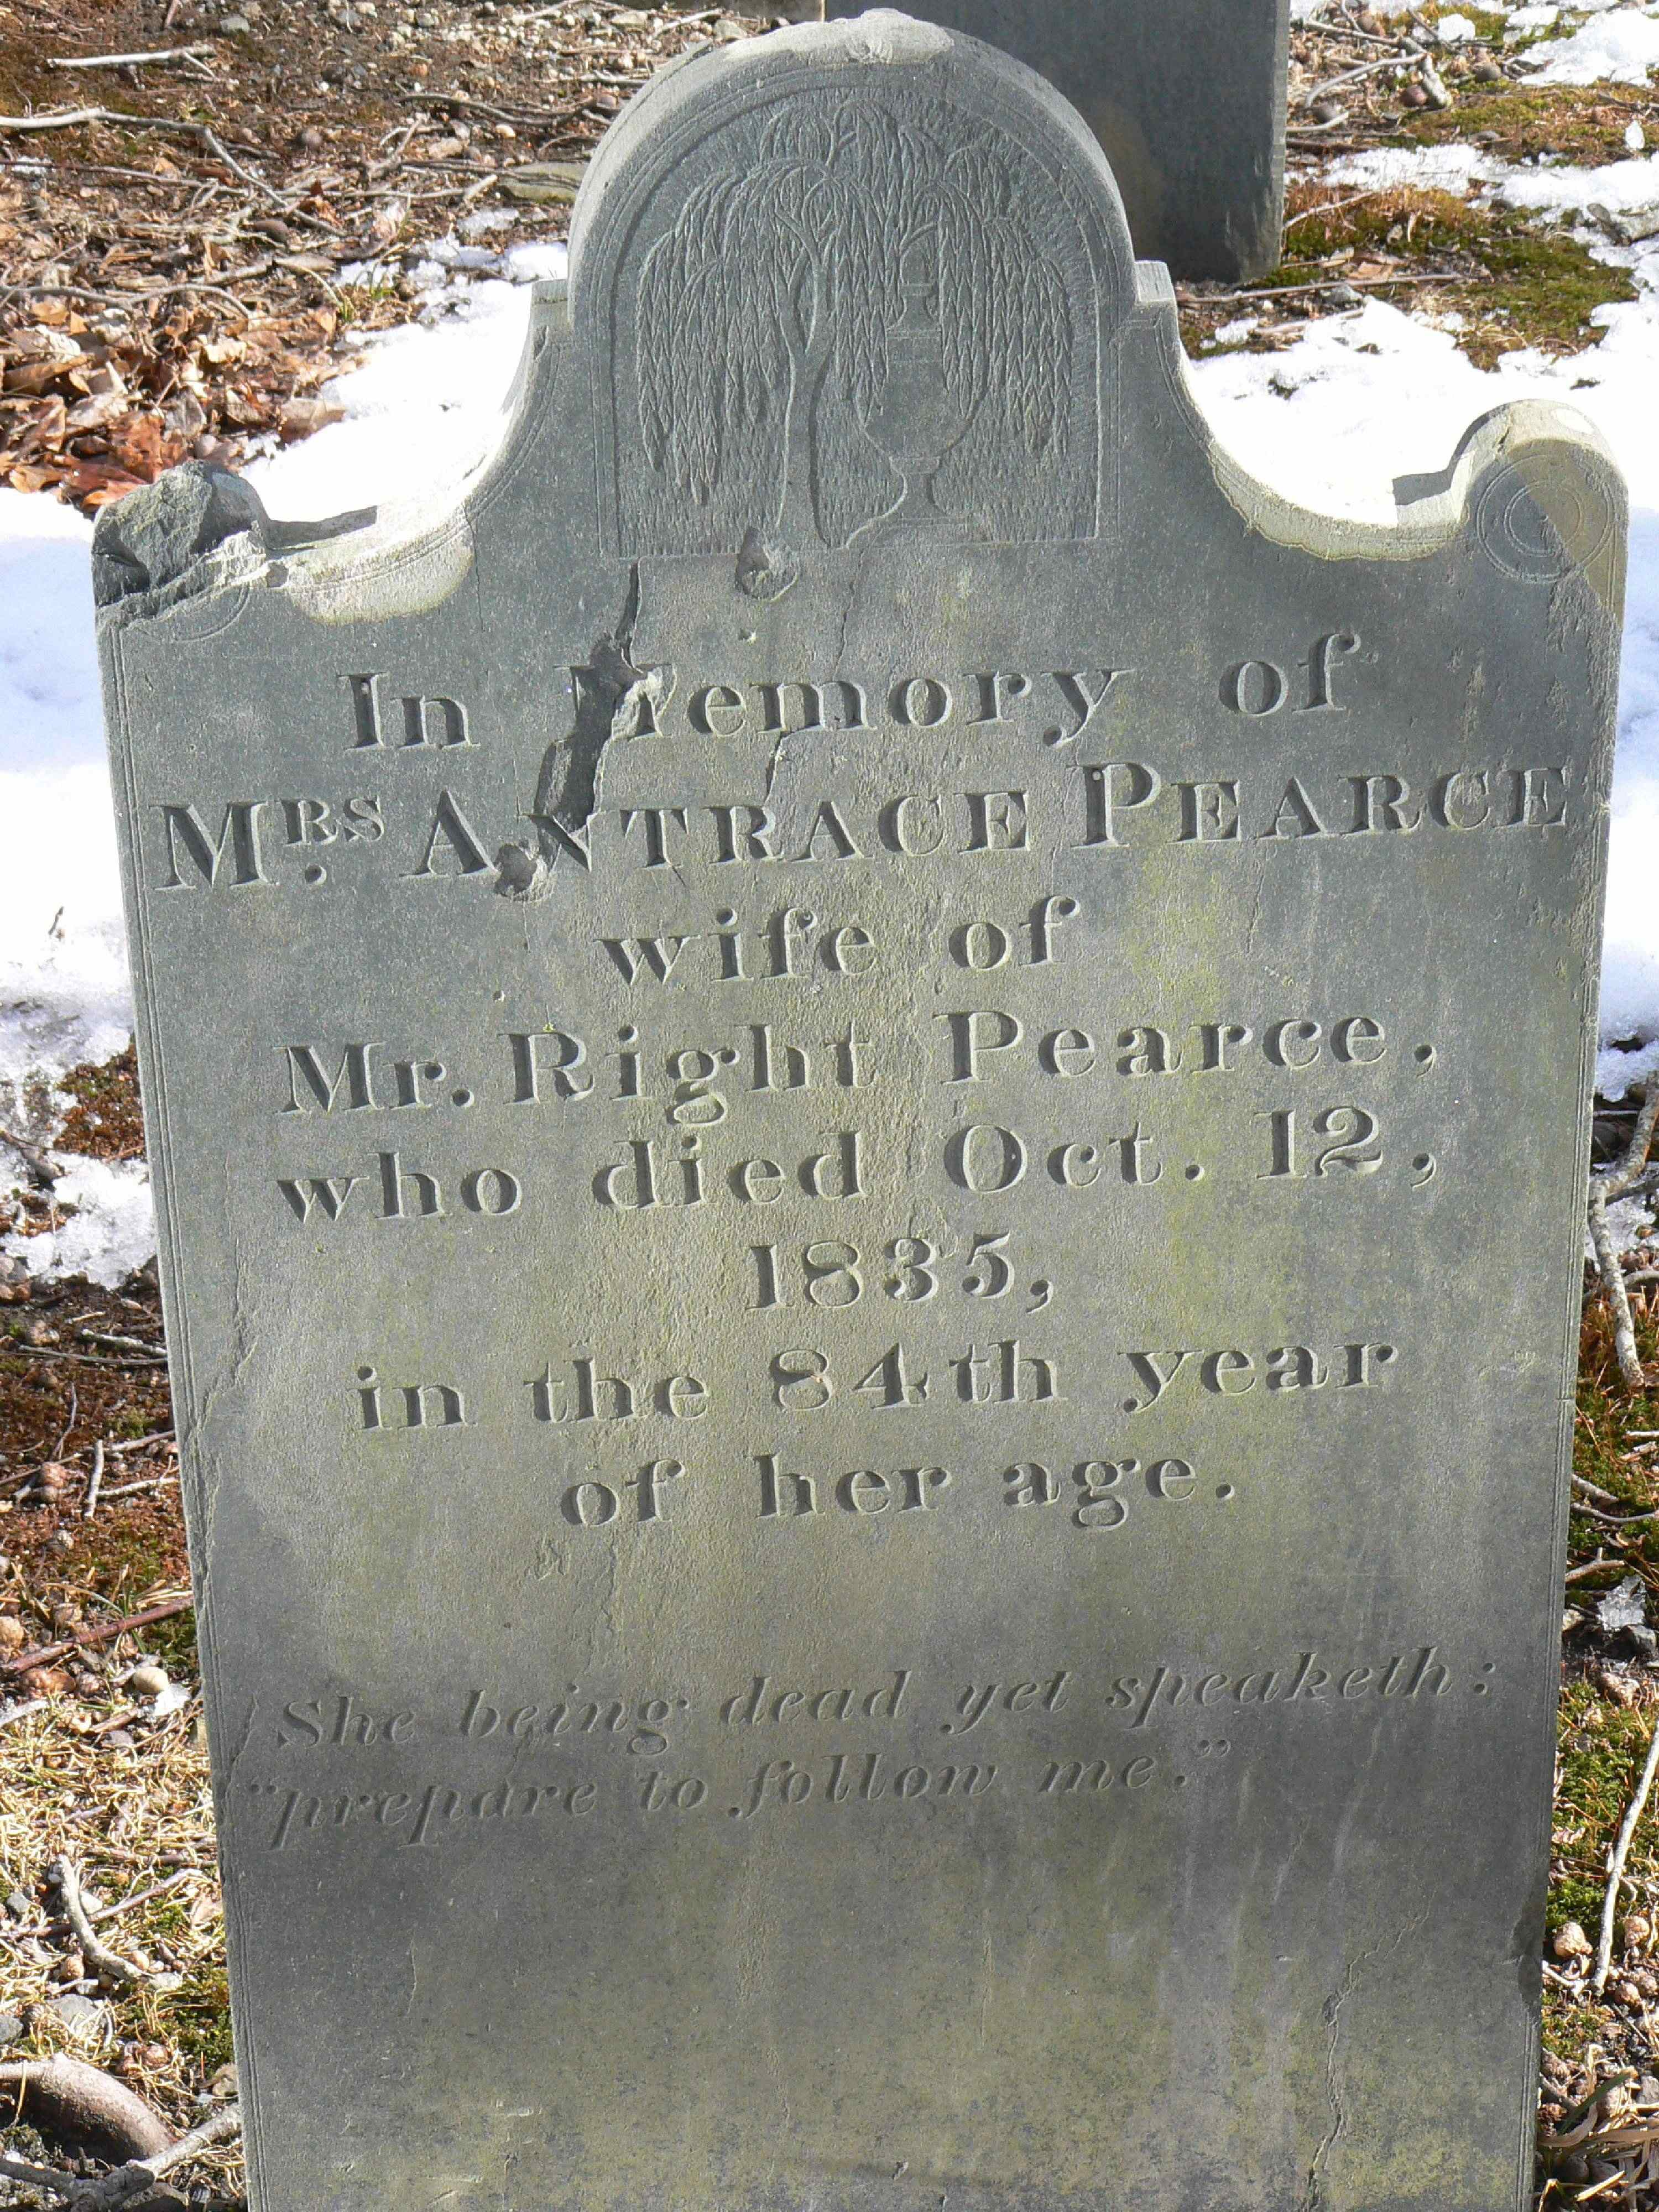 In Memory of
MRS. ANTRACE PEARCE
wife of
Mr. Right Pearce,
who died Oct. 12,
1835,
in the 84th year
of her age.
She being dead yet speaketh:
"prepare to follow me."